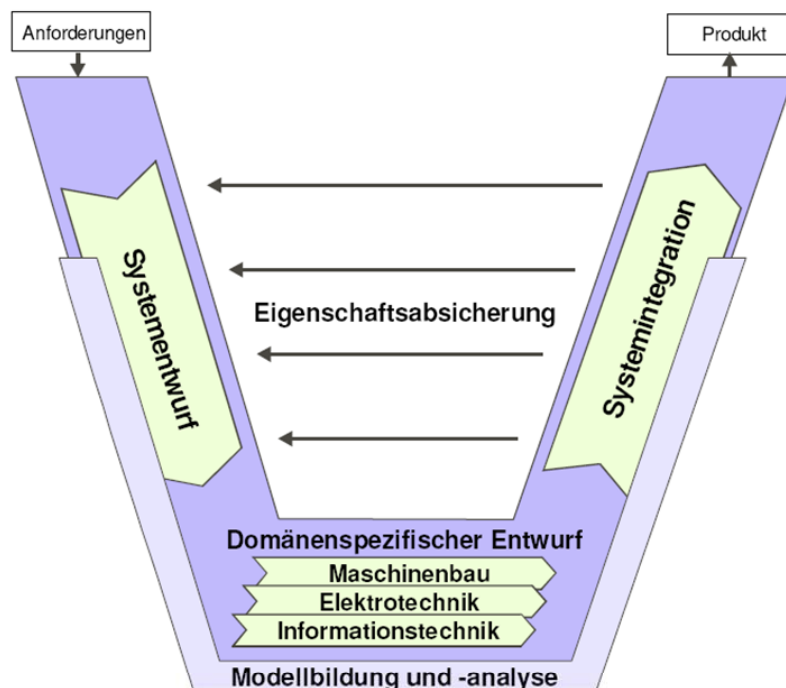 Anforderungen
Produkt
Systementwurf
Eigenschaftsabsicherung
Systemintegration
Domänenspezifischer Entwurf
Maschinenbau
Elektrotechnik
Informationstechnik
Modellbildung und -analyse